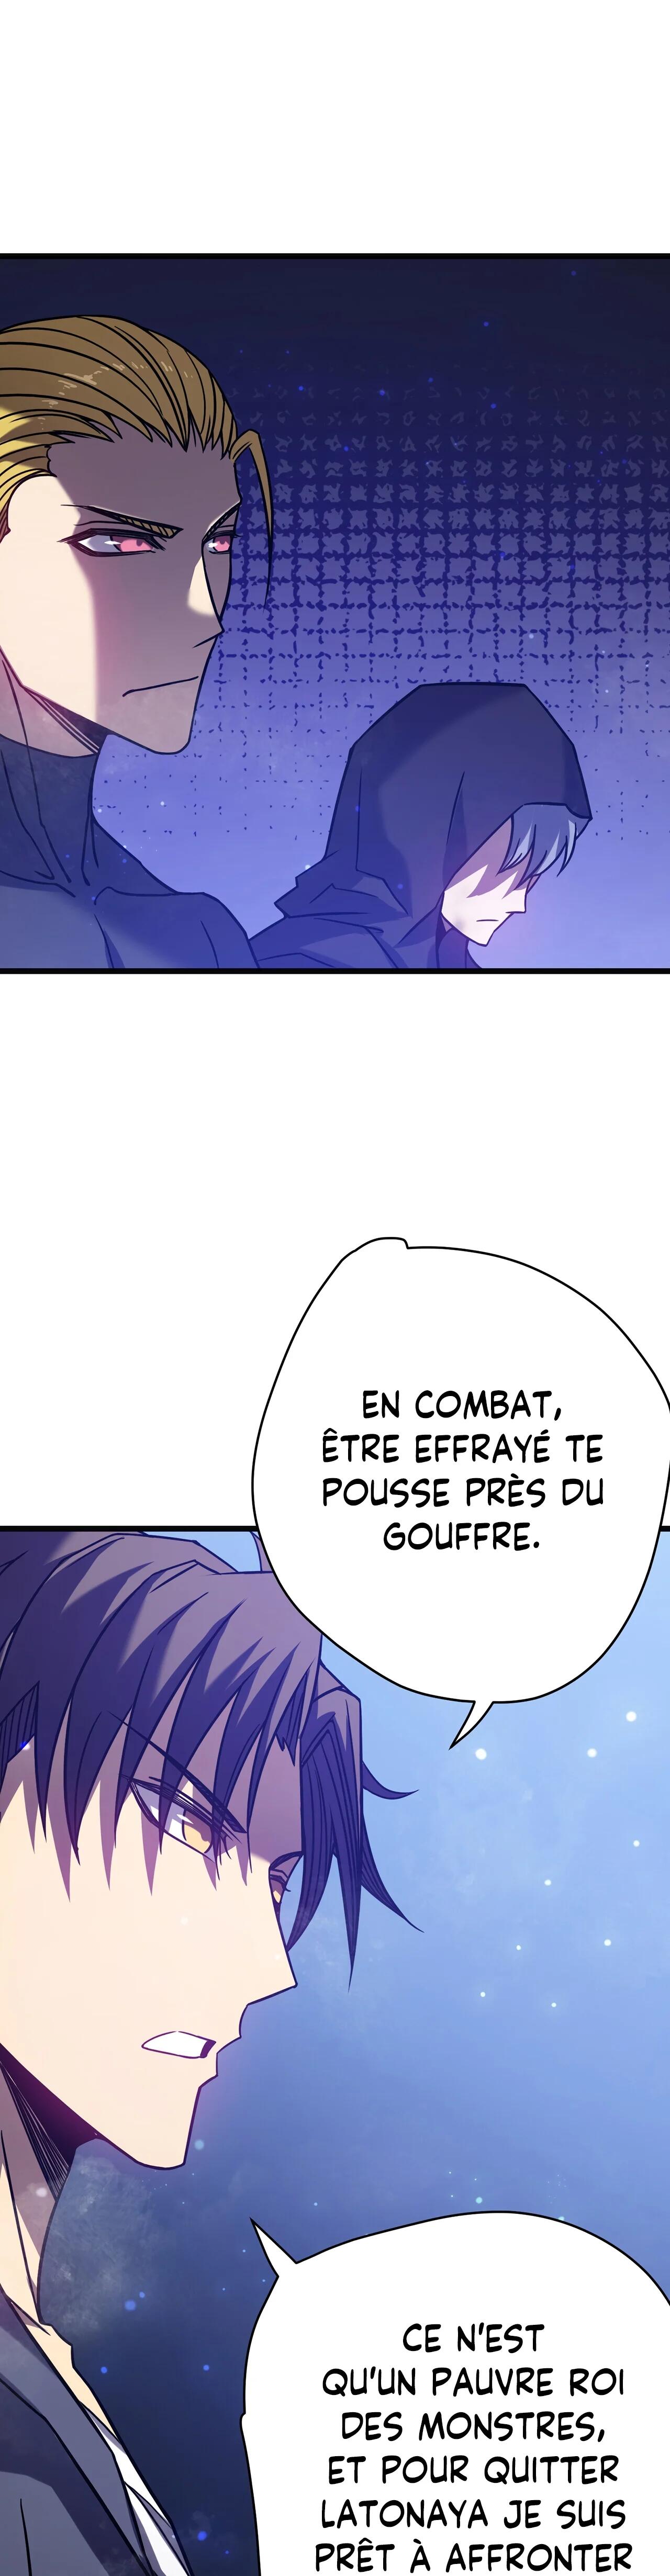 EN COMBAT,
ÊTRE EFFRAYÉ TE
POUSSE PRÈS DU
GOUFFRE.
CE N'EST
QU'UN PAUVRE ROI
DES MONSTRES,
ET POUR QUITTER
LATONAYA JE SUIS
PRÊT À AFFRONTER